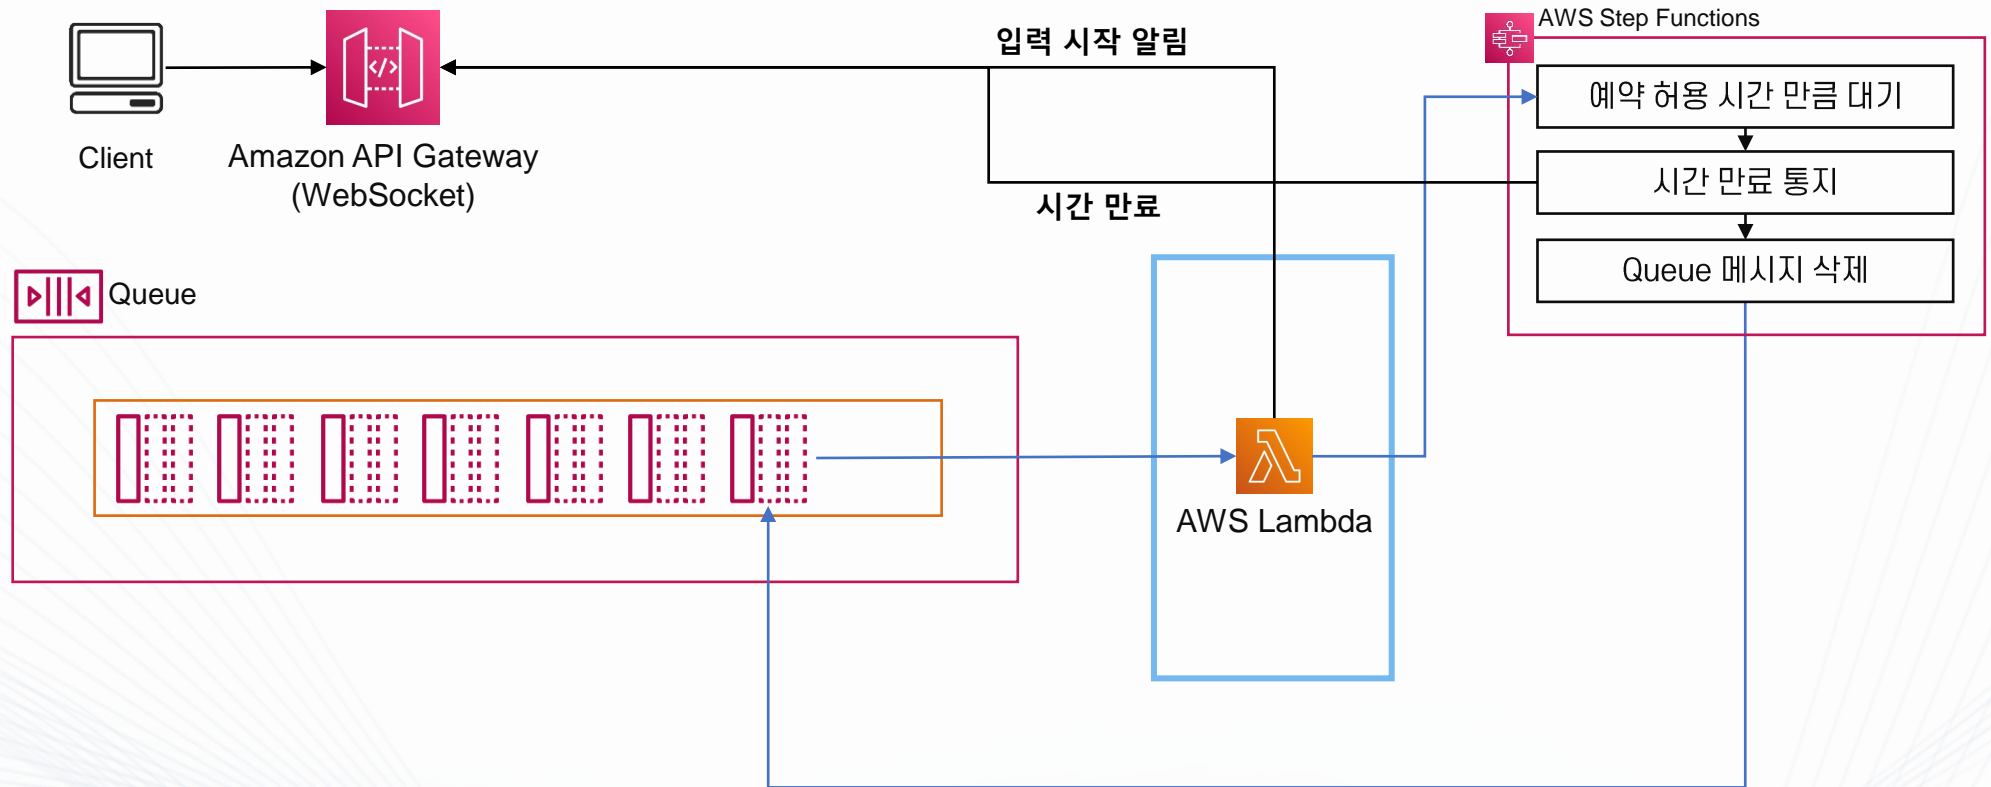 AWS Step Functions
입력 시작 알림
예약 허용 시간 만큼 대기
Client
Amazon API Gateway
(WebSocket)
시간 만료 통지
시간 만료
Queue 메시지 삭제
Queue
AWS Lambda